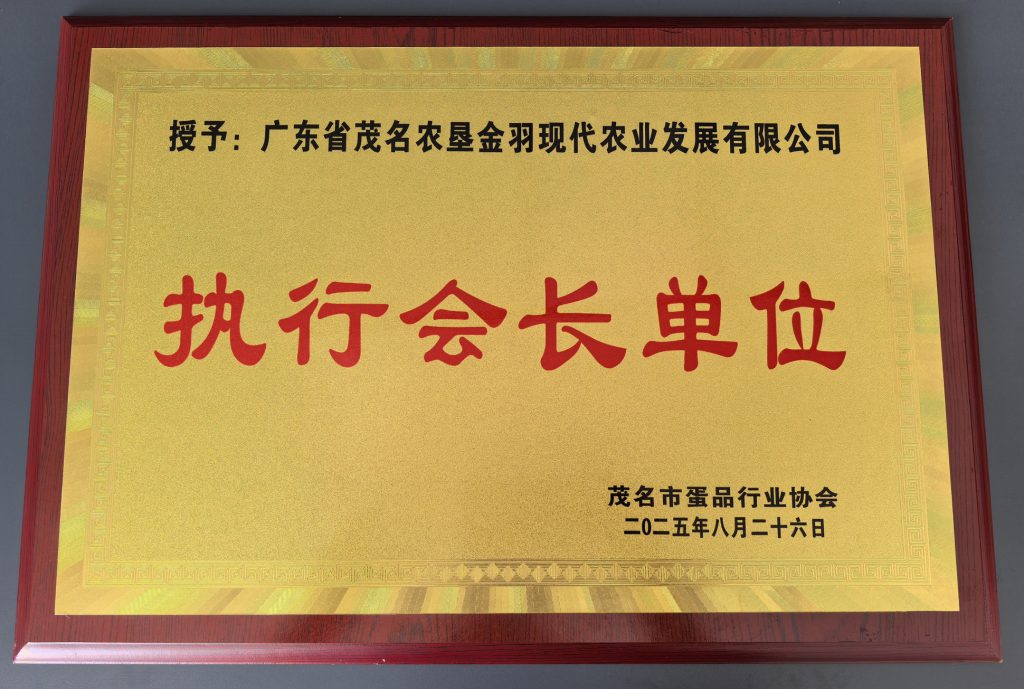 授予：广东省茂名农垦金羽现代农业发展有限公司
执行会长单位
茂名市蛋品行业协会
二0二五年八月二十六日